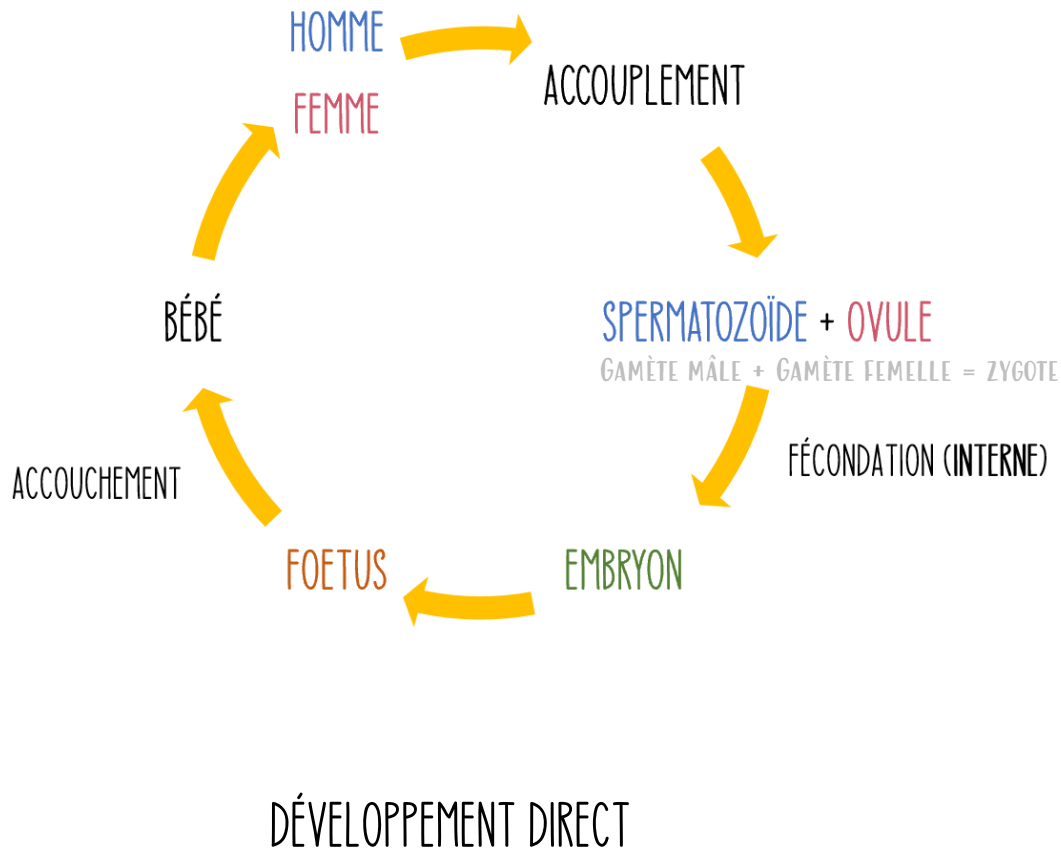 HOMME
FEMME
ACCOUPLEMENT
SPERMATOZOÏDE + OVULE
GAMÈTE MÂLE + GAMÈTE FEMELLE = ZYGOTE
FÉCONDATION (INTERNE)
EMBRYON
FOETUS
ACCOUCHEMENT
BÉBÉ
DÉVELOPPEMENT DIRECT